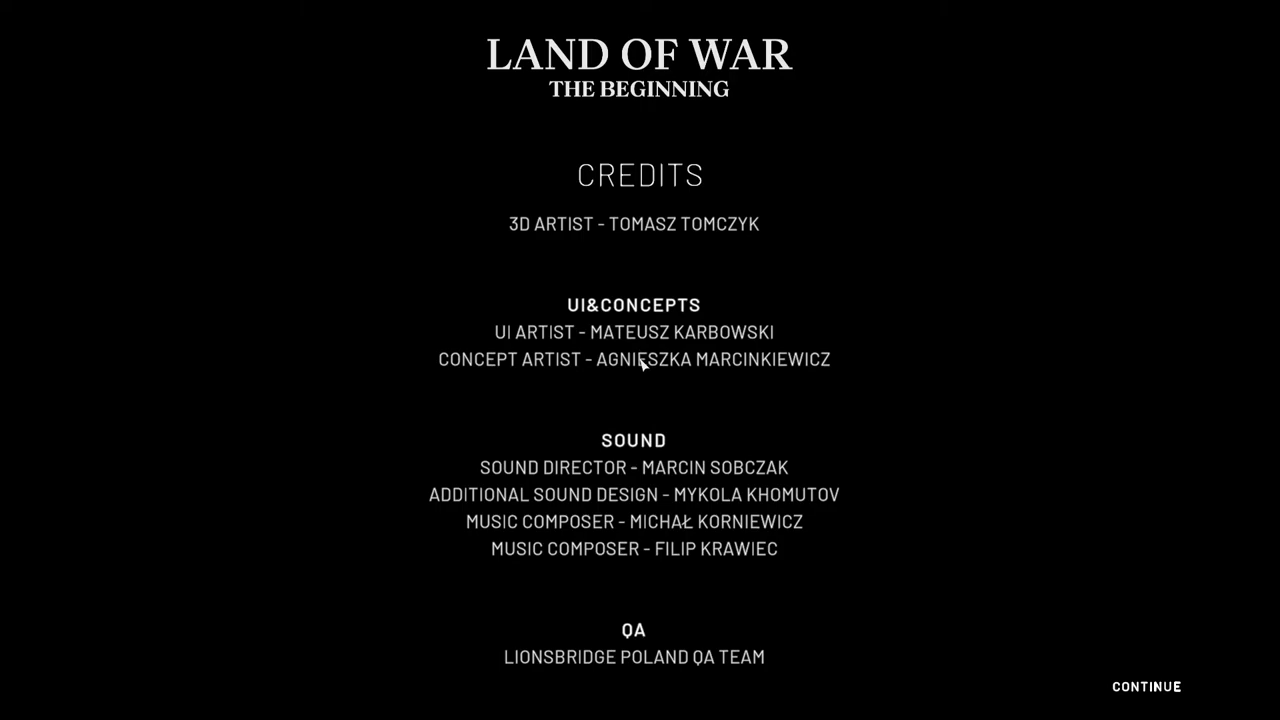 LAND OF WAR
THE BEGINNING
CREDITS
3D ARTIST - TOMASZ TOMCZYK
UI&CONCEPTS
UI ARTIST - MATEUSZ KARBOWSKI
CONCEPT ARTIST - AGNIESZKA MARCINKIEWICZ
SOUND
SOUND DIRECTOR - MARCIN SOBCZAK
ADDITIONAL SOUND DESIGN - MYKOLA KHOMUTOV
MUSIC COMPOSER - MICHAŁ KORNIEWICZ
MUSIC COMPOSER - FILIP KRAWIEC
QA
LIONSBRIDGE POLAND QA TEAM
CONTINUE